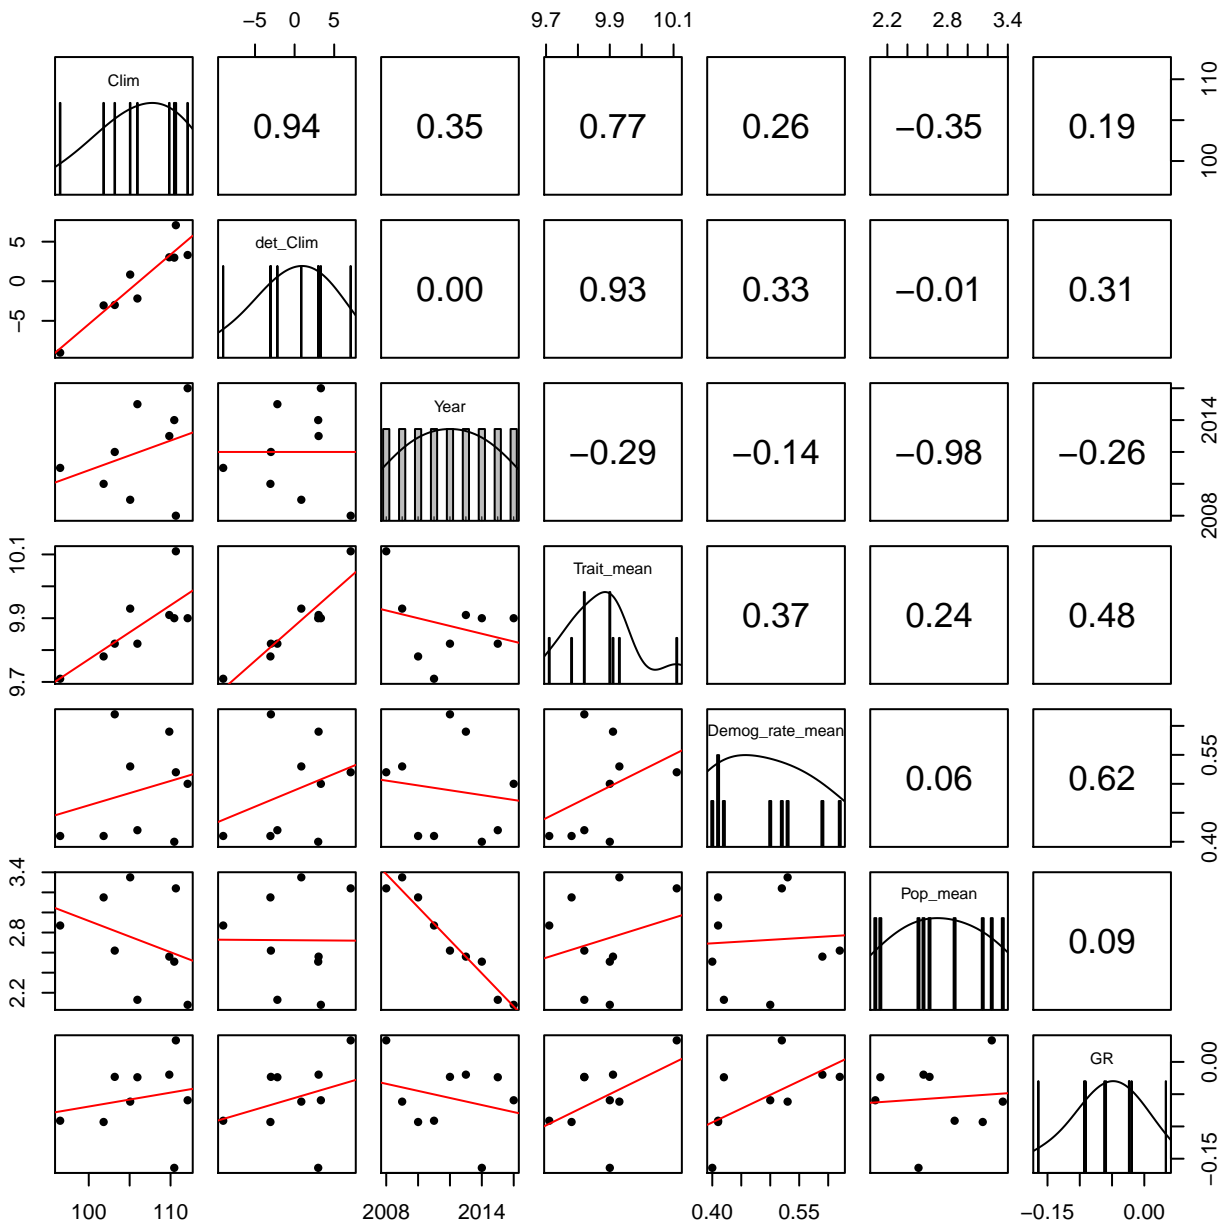 −5 0 5 9.7 9.9 10.1 2.2 2.8 3.4
Clim 0.94 0.35 0.77 0.26 −0.35 0.19 100 110
−5 0 5 det_Clim 0.00 0.93 0.33 −0.01 0.31
Year −0.29 −0.14 −0.98 −0.26 2008 2014
9.7 9.9 10.1 Trait_mean 0.37 0.24 0.48
Demog_rate_mean 0.06 0.62 0.40 0.55
2.2 2.8 3.4 Pop_mean 0.09
GR −0.15 0.00
100 110 2008 2014 0.40 0.55 −0.15 0.00